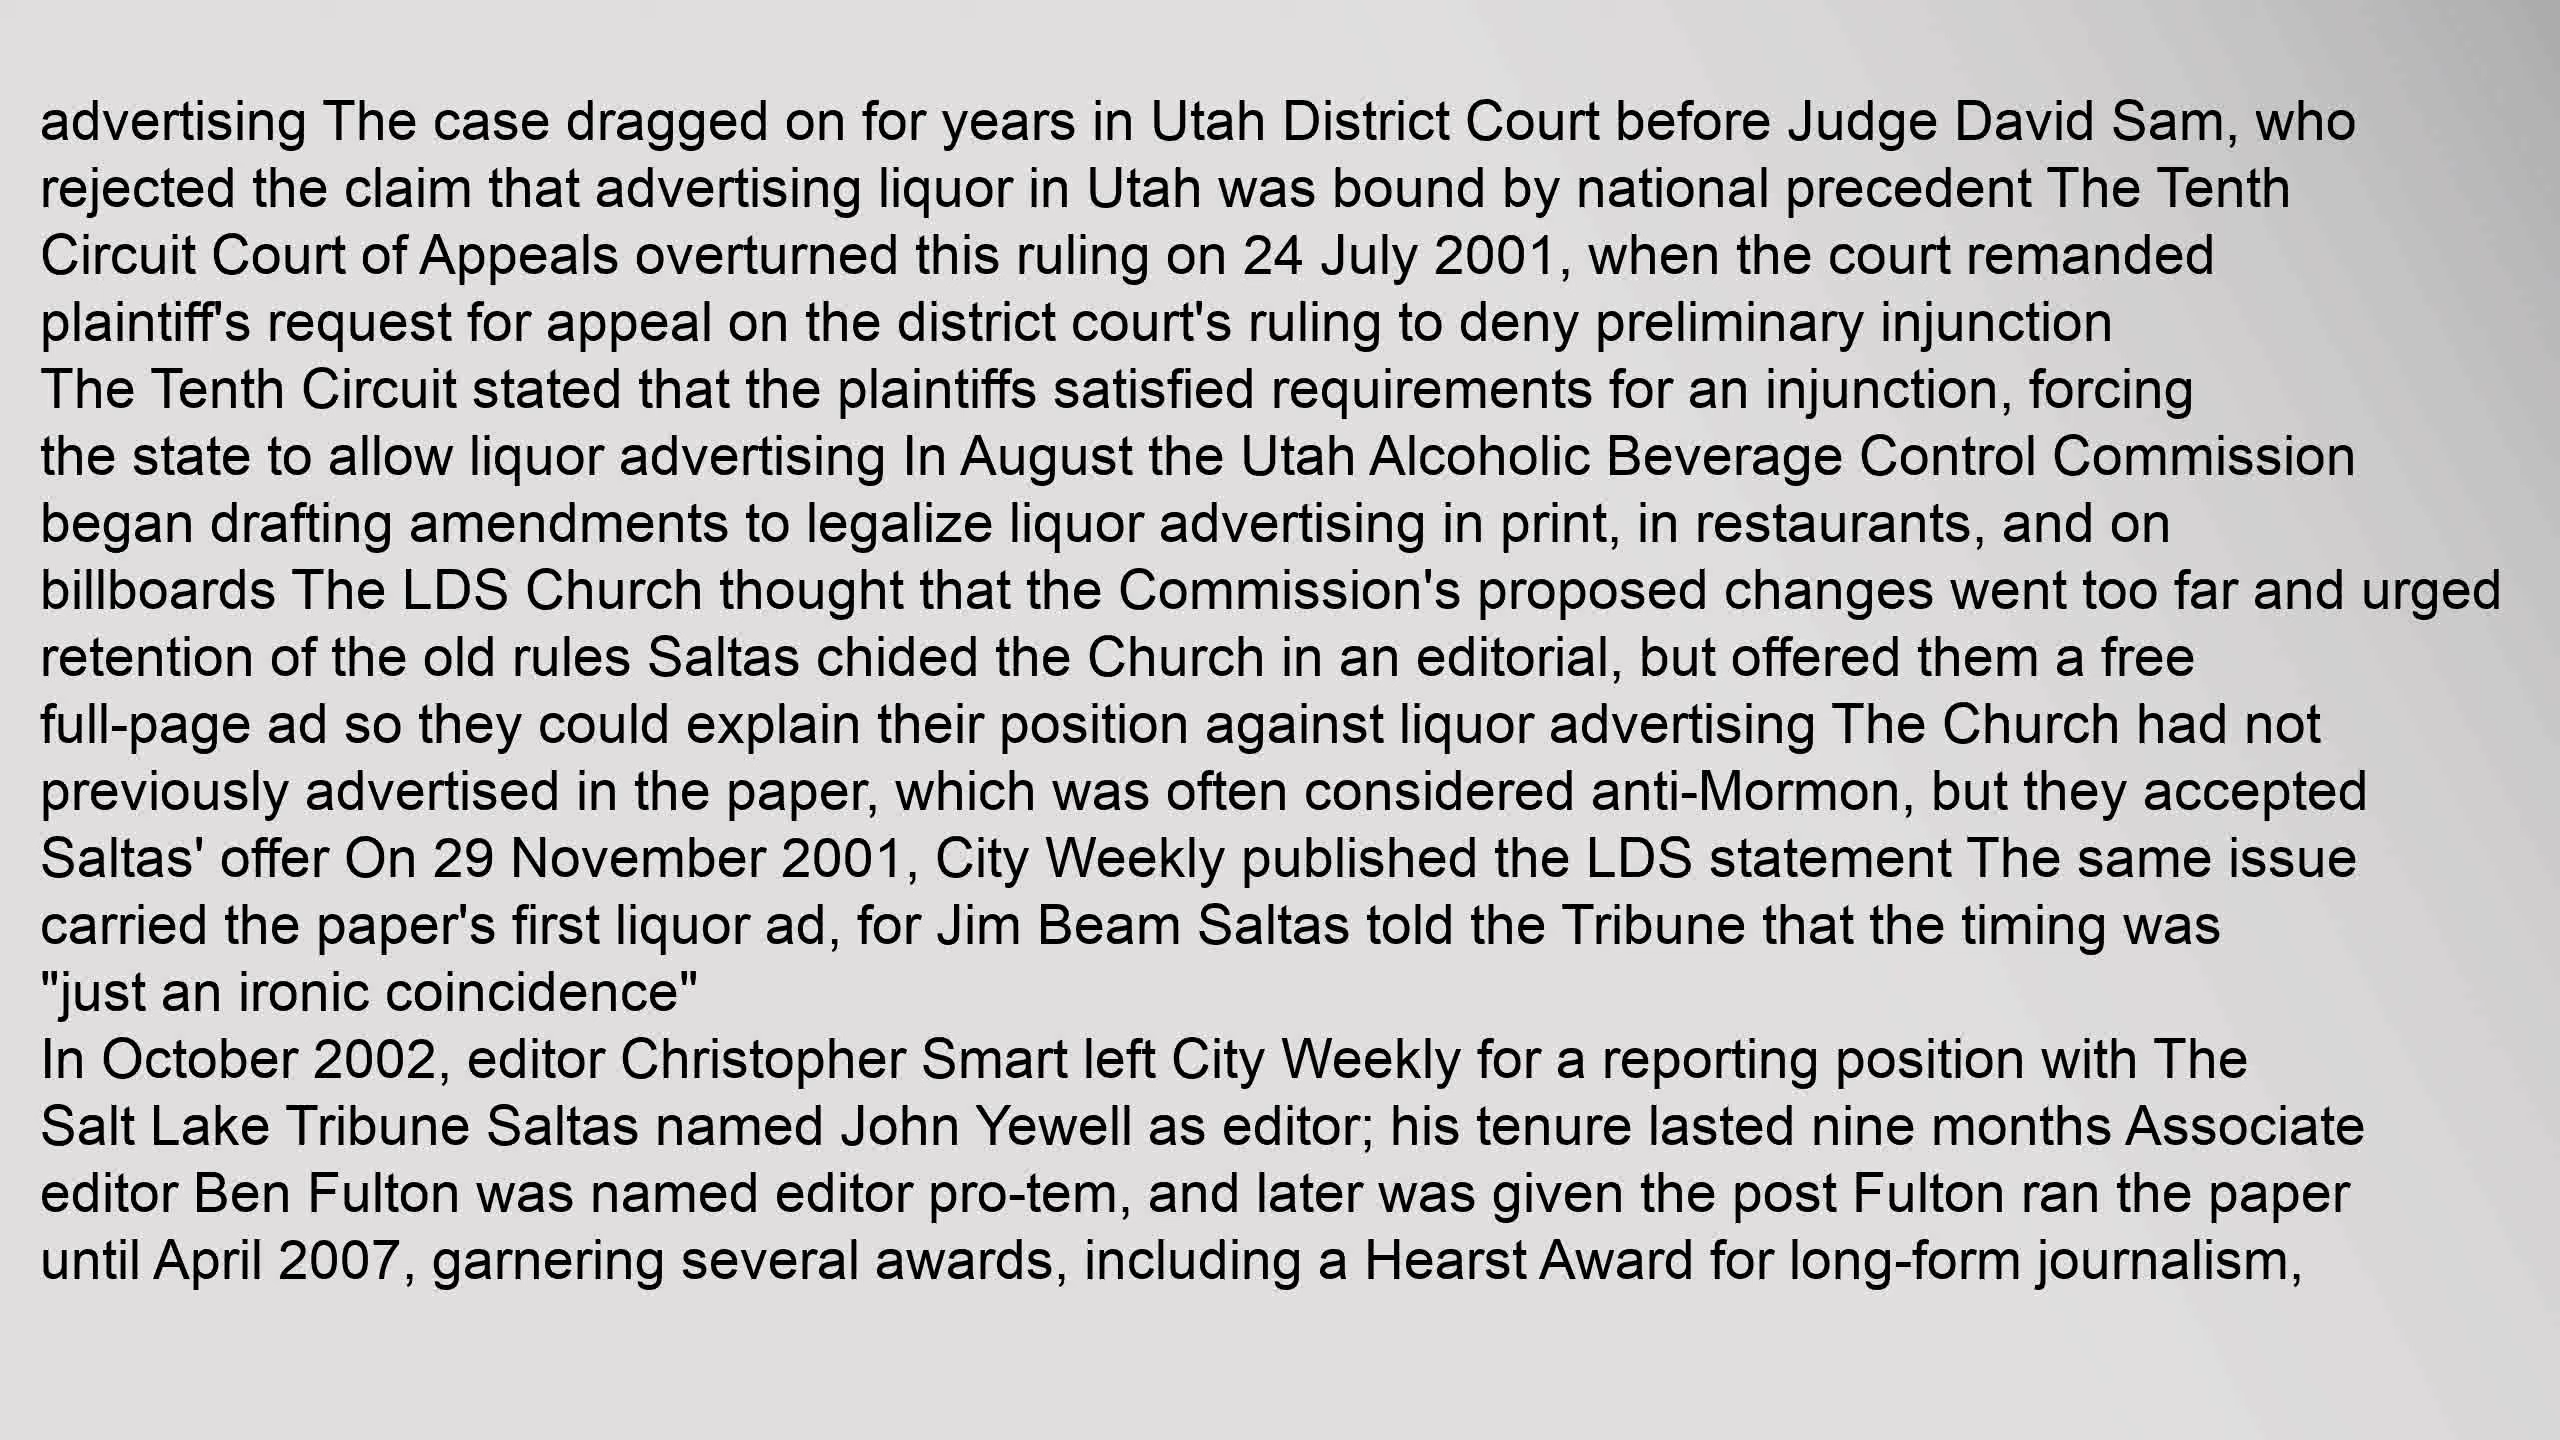 advertising The case dragged on for years in Utah District Court before Judge David Sam, who
rejected the claim that advertising liquor in Utah was bound by national precedent The Tenth
Circuit Court of Appeals overturned this ruling on 24 July 2001, when the court remanded
plaintiff's request for appeal on the district court's ruling to deny preliminary injunction
The Tenth Circuit stated that the plaintiffs satisfied requirements for an injunction, forcing
the state to allow liquor advertising In August the Utah Alcoholic Beverage Control Commission
began drafting amendments to legalize liquor advertising in print, in restaurants, and on
billboards The LDS Church thought that the Commission's proposed changes went too far and urged
retention of the old rules Saltas chided the Church in an editorial, but offered them a free
full-page ad so they could explain their position against liquor advertising The Church had not
previously advertised in the paper, which was often considered anti-Mormon, but they accepted
Saltas' offer On 29 November 2001, City Weekly published the LDS statement The same issue
carried the paper's first liquor ad, for Jim Beam Saltas told the Tribune that the timing was
"just an ironic coincidence"
In October 2002, editor Christopher Smart left City Weekly for a reporting position with The
Salt Lake Tribune Saltas named John Yewell as editor; his tenure lasted nine months Associate
editor Ben Fulton was named editor pro-tem, and later was given the post Fulton ran the paper
until April 2007, garnering several awards, including a Hearst Award for long-form journalism,